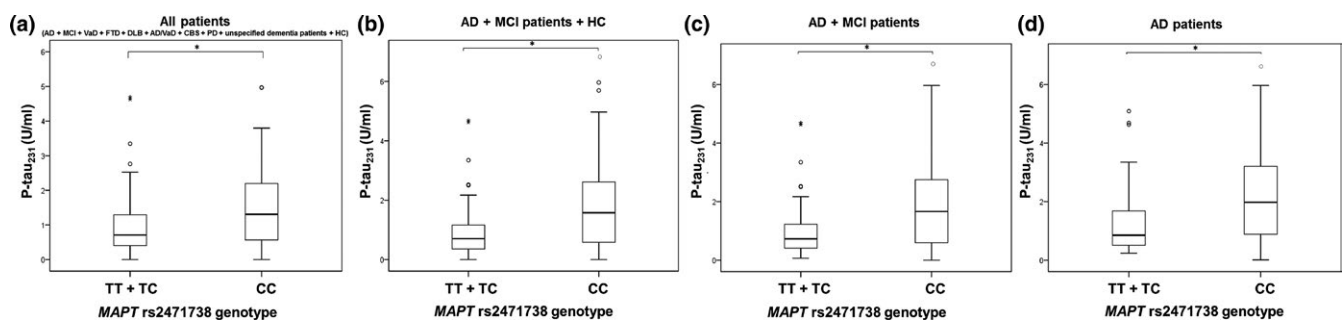 (a)
All patients
(AD + MCI + VaD + FTD + DLB + AD/VaD + CBS + PD + unspecified dementia patients + HC)
*
P-tau231 (U/ml)
6
5
4
3
2
1
0
TT + TC
CC
MAPT rs2471738 genotype
(b)
AD + MCI patients + HC
*
P-tau231 (U/ml)
6
4
2
0
TT + TC
CC
MAPT rs2471738 genotype
(c)
AD + MCI patients
*
P-tau231 (U/ml)
6
4
2
0
TT + TC
CC
MAPT rs2471738 genotype
(d)
AD patients
*
P-tau231 (U/ml)
6
4
2
0
TT + TC
CC
MAPT rs2471738 genotype